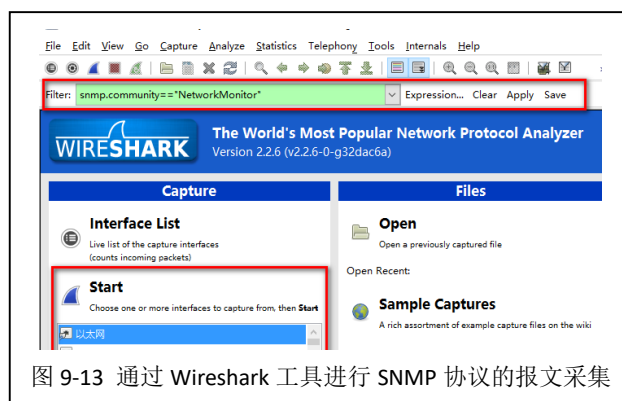 File Edit View Go Capture Analyze Statistics Telephony Tools Internals Help
Filter: snmp.community=="NetworkMonitor" Expression... Clear Apply Save
WIRESHARK
The World's Most Popular Network Protocol Analyzer
Version 2.2.6 (v2.2.6-0-g32dac6a)
Capture
Interface List
Live list of the capture interfaces
(counts incoming packets)
Start
Choose one or more interfaces to capture from, then Start
以太网
Files
Open
Open a previously captured file
Open Recent:
Sample Captures
A rich assortment of example capture files on the wiki
图 9-13 通过 Wireshark 工具进行 SNMP 协议的报文采集